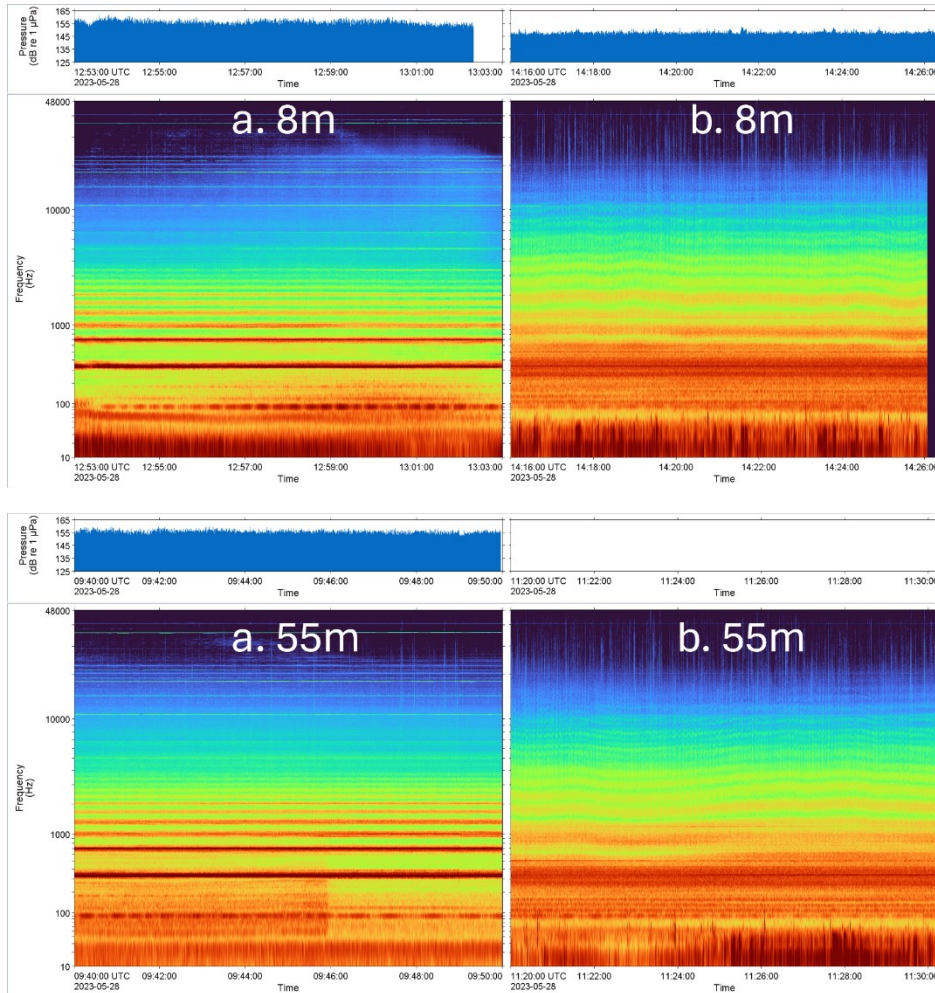 165
155
145
135
125
Pressure
(dB re 1 µPa)
12:53:00 UTC 12:55:00 12:57:00 12:59:00 13:01:00 13:03:00
2023-05-28 Time
14:16:00 UTC 14:18:00 14:20:00 14:22:00 14:24:00 14:26:00
2023-05-28 Time
a. 8m
b. 8m
48000
10000
1000
100
10
Frequency
(Hz)
12:53:00 UTC 12:55:00 12:57:00 12:59:00 13:01:00 13:03:00
2023-05-28 Time
14:16:00 UTC 14:18:00 14:20:00 14:22:00 14:24:00 14:26:00
2023-05-28 Time
165
155
145
135
125
Pressure
(dB re 1 µPa)
09:40:00 UTC 09:42:00 09:44:00 09:46:00 09:48:00 09:50:00
2023-05-28 Time
11:20:00 UTC 11:22:00 11:24:00 11:26:00 11:28:00 11:30:00
2023-05-28 Time
a. 55m
b. 55m
48000
10000
1000
100
10
Frequency
(Hz)
09:40:00 UTC 09:42:00 09:44:00 09:46:00 09:48:00 09:50:00
2023-05-28 Time
11:20:00 UTC 11:22:00 11:24:00 11:26:00 11:28:00 11:30:00
2023-05-28 Time